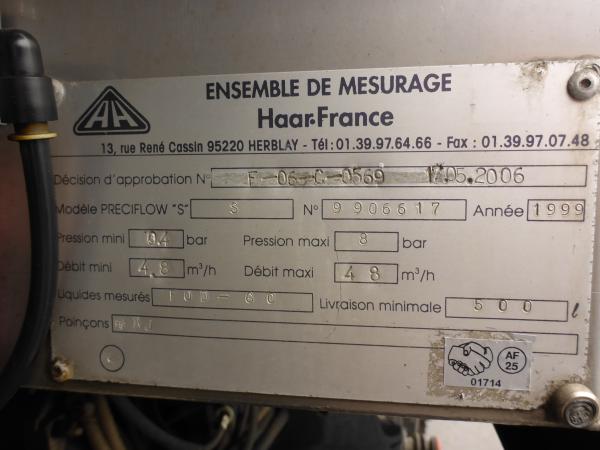 ENSEMBLE DE MESURAGE
Haar-France
13, rue René Cassin 95220 HERBLAY - Tél : 01.39.97.64.66 - Fax : 01.39.97.07.48
Décision d'approbation N° F-06-C-0569 17.05.2006
Modèle PRECIFLOW "S" S N° 9906617 Année 1999
Pression mini 0.4 bar Pression maxi 8 bar
Débit mini 4,8 m³/h Débit maxi 48 m³/h
Liquides mesurés 100-60 Livraison minimale 500 ℓ
Poinçons
AF
25
01714